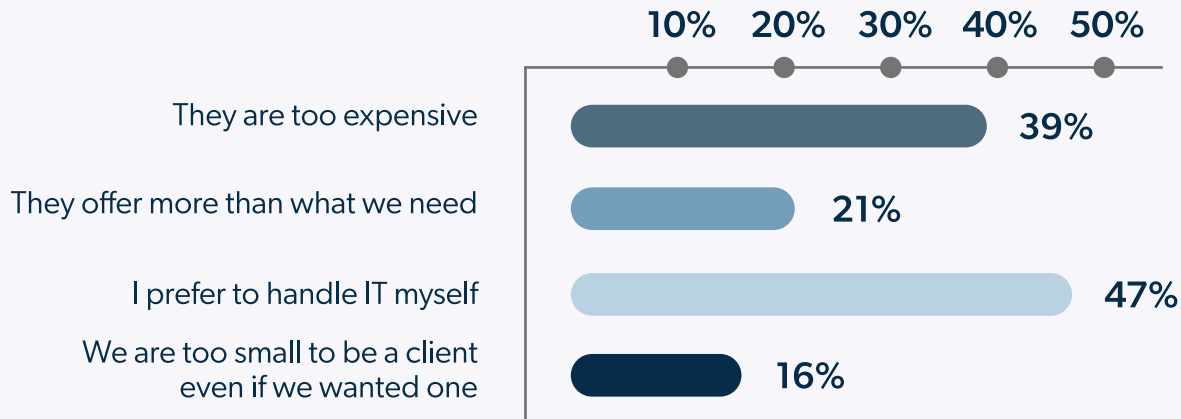 10% 20% 30% 40% 50%
They are too expensive 39%
They offer more than what we need 21%
I prefer to handle IT myself 47%
We are too small to be a client
even if we wanted one 16%